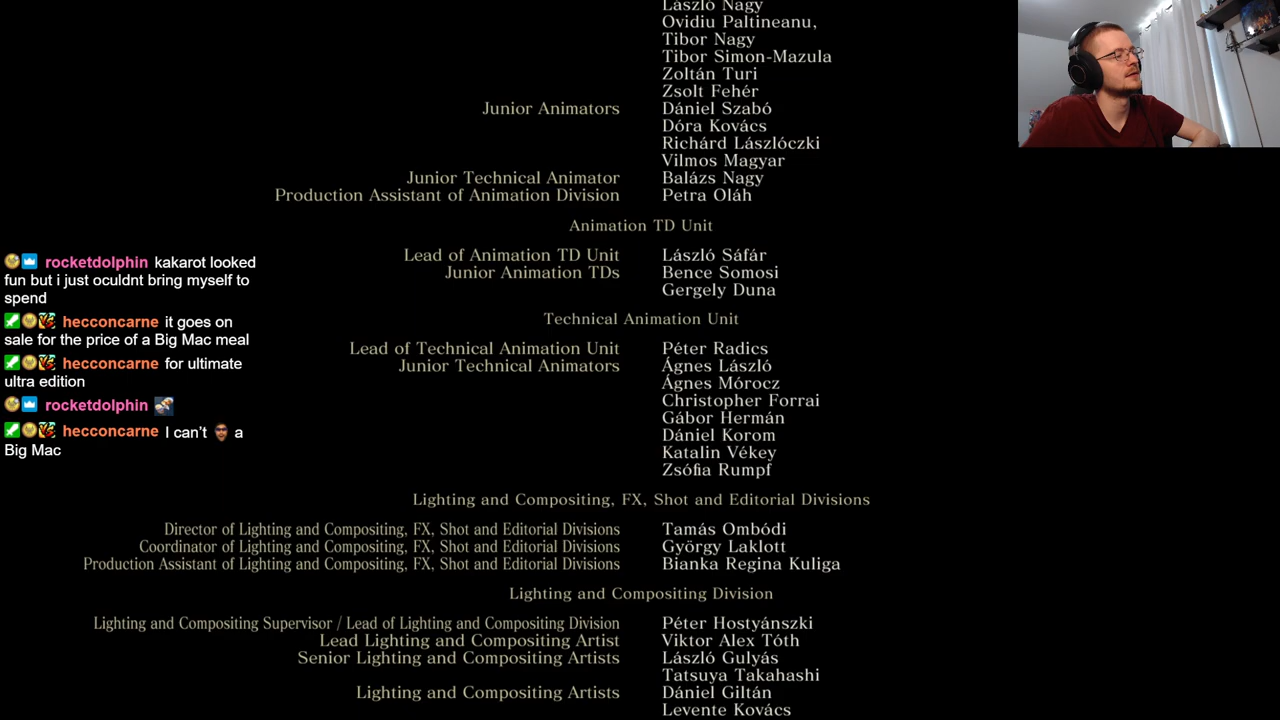 László Nagy
Ovidiu Paltineanu,
Tibor Nagy
Tibor Simon-Mazula
Zoltán Turi
Zsolt Fehér
Junior Animators Dániel Szabó
Dóra Kovács
Richárd Lászlóczki
Vilmos Magyar
Junior Technical Animator Balázs Nagy
Production Assistant of Animation Division Petra Oláh
Animation TD Unit
Lead of Animation TD Unit László Sáfár
Junior Animation TDs Bence Somosi
Gergely Duna
Technical Animation Unit
Lead of Technical Animation Unit Péter Radics
Junior Technical Animators Ágnes László
Ágnes Mórocz
Christopher Forrai
Gábor Hermán
Dániel Korom
Katalin Vékey
Zsófia Rumpf
Lighting and Compositing, FX, Shot and Editorial Divisions
Director of Lighting and Compositing, FX, Shot and Editorial Divisions Tamás Ombódi
Coordinator of Lighting and Compositing, FX, Shot and Editorial Divisions György Laklott
Production Assistant of Lighting and Compositing, FX, Shot and Editorial Divisions Bianka Regina Kuliga
Lighting and Compositing Division
Lighting and Compositing Supervisor / Lead of Lighting and Compositing Division Péter Hostyánszki
Lead Lighting and Compositing Artist Viktor Alex Tóth
Senior Lighting and Compositing Artists László Gulyás
Tatsuya Takahashi
Lighting and Compositing Artists Dániel Giltán
Levente Kovács
rocketdolphin kakarot looked
fun but i just oculdnt bring myself to
spend
hecconcarne it goes on
sale for the price of a Big Mac meal
hecconcarne for ultimate
ultra edition
rocketdolphin
hecconcarne I can't a
Big Mac